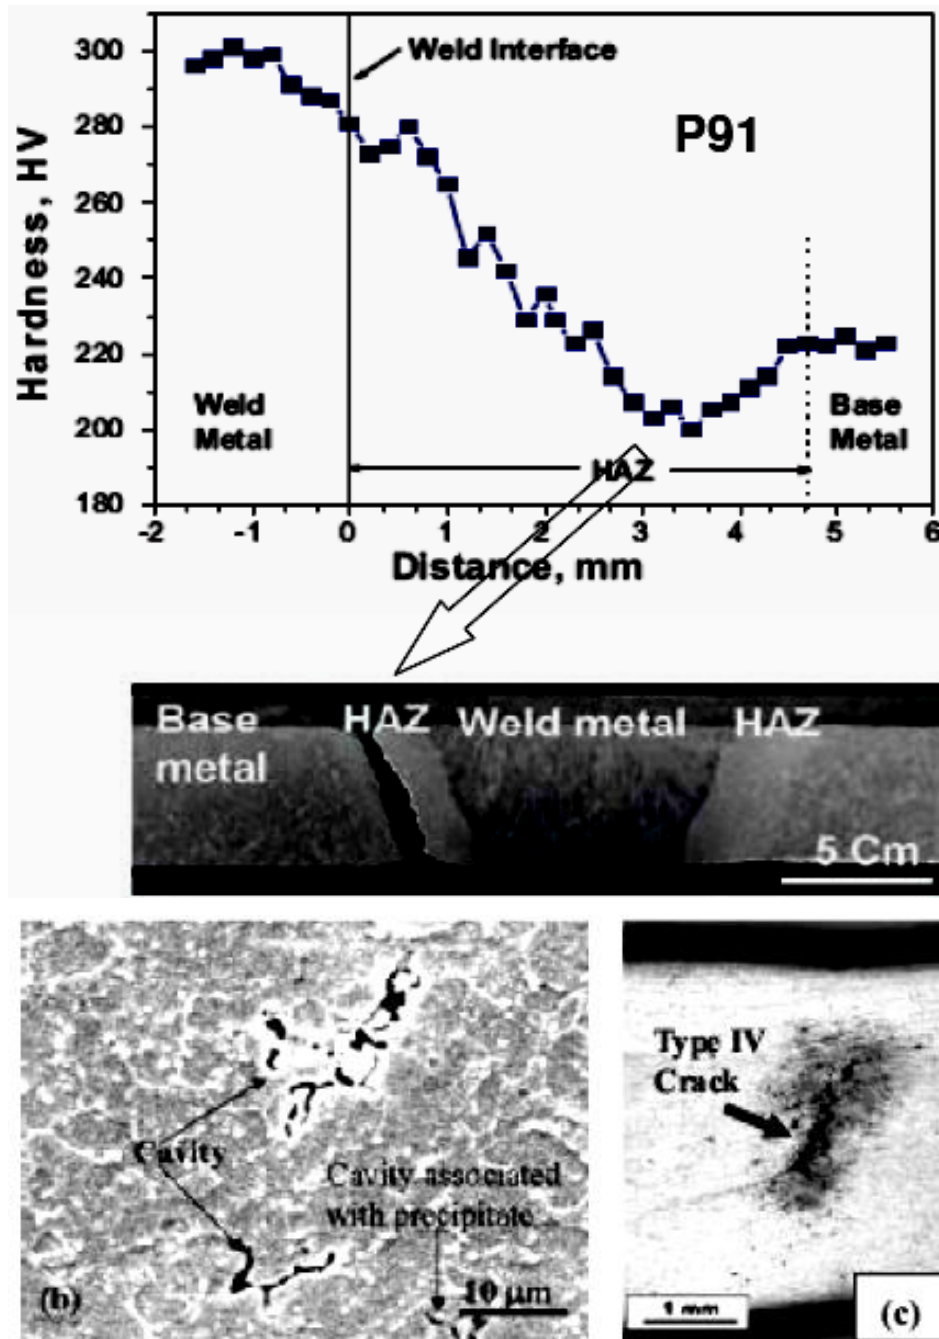 300
280
260
240
220
200
180
Hardness, HV
Weld Interface
P91
Weld
Metal
Base
Metal
HAZ
-2 -1 0 1 2 3 4 5 6
Distance, mm
Base
metal
HAZ
Weld metal
HAZ
5 Cm
Cavity
Cavity associated
with precipitate
10 µm
(b)
Type IV
Crack
1 mm
(c)